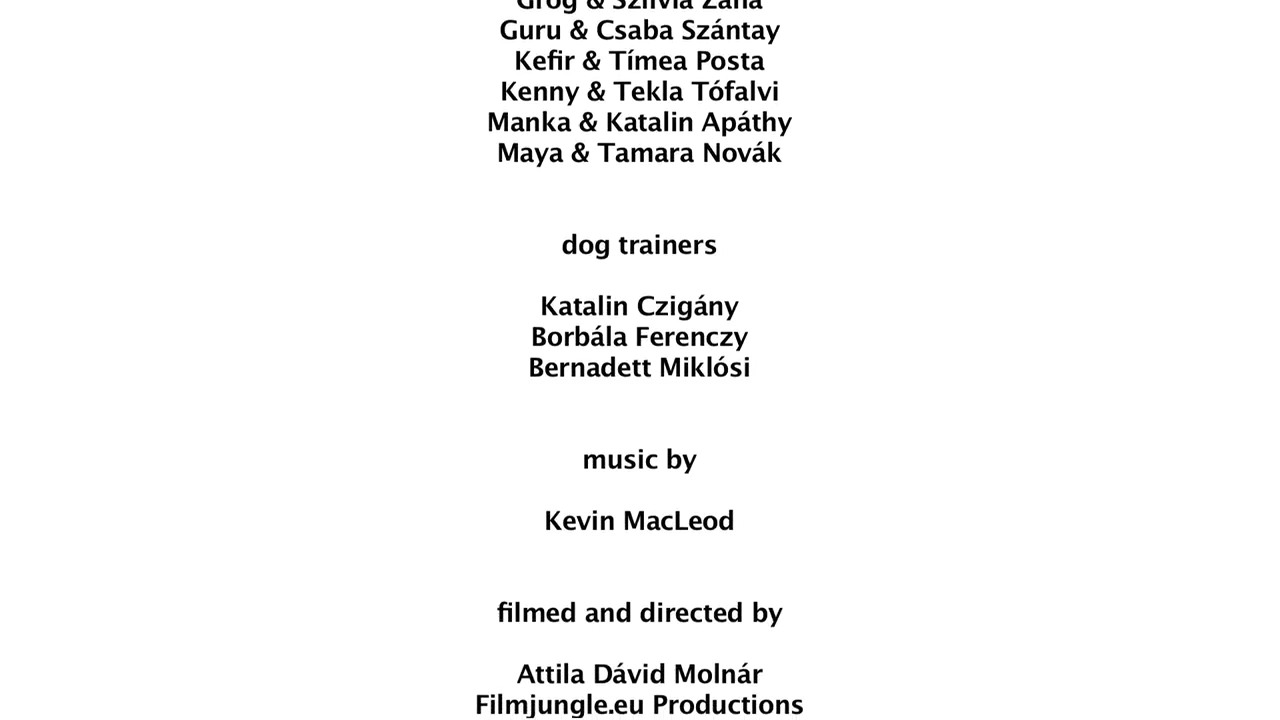 Guru & Csaba Szántay
Kefir & Tímea Posta
Kenny & Tekla Tófalvi
Manka & Katalin Apáthy
Maya & Tamara Novák
dog trainers
Katalin Czigány
Borbála Ferenczy
Bernadett Miklósi
music by
Kevin MacLeod
filmed and directed by
Attila Dávid Molnár
Filmjungle.eu Productions